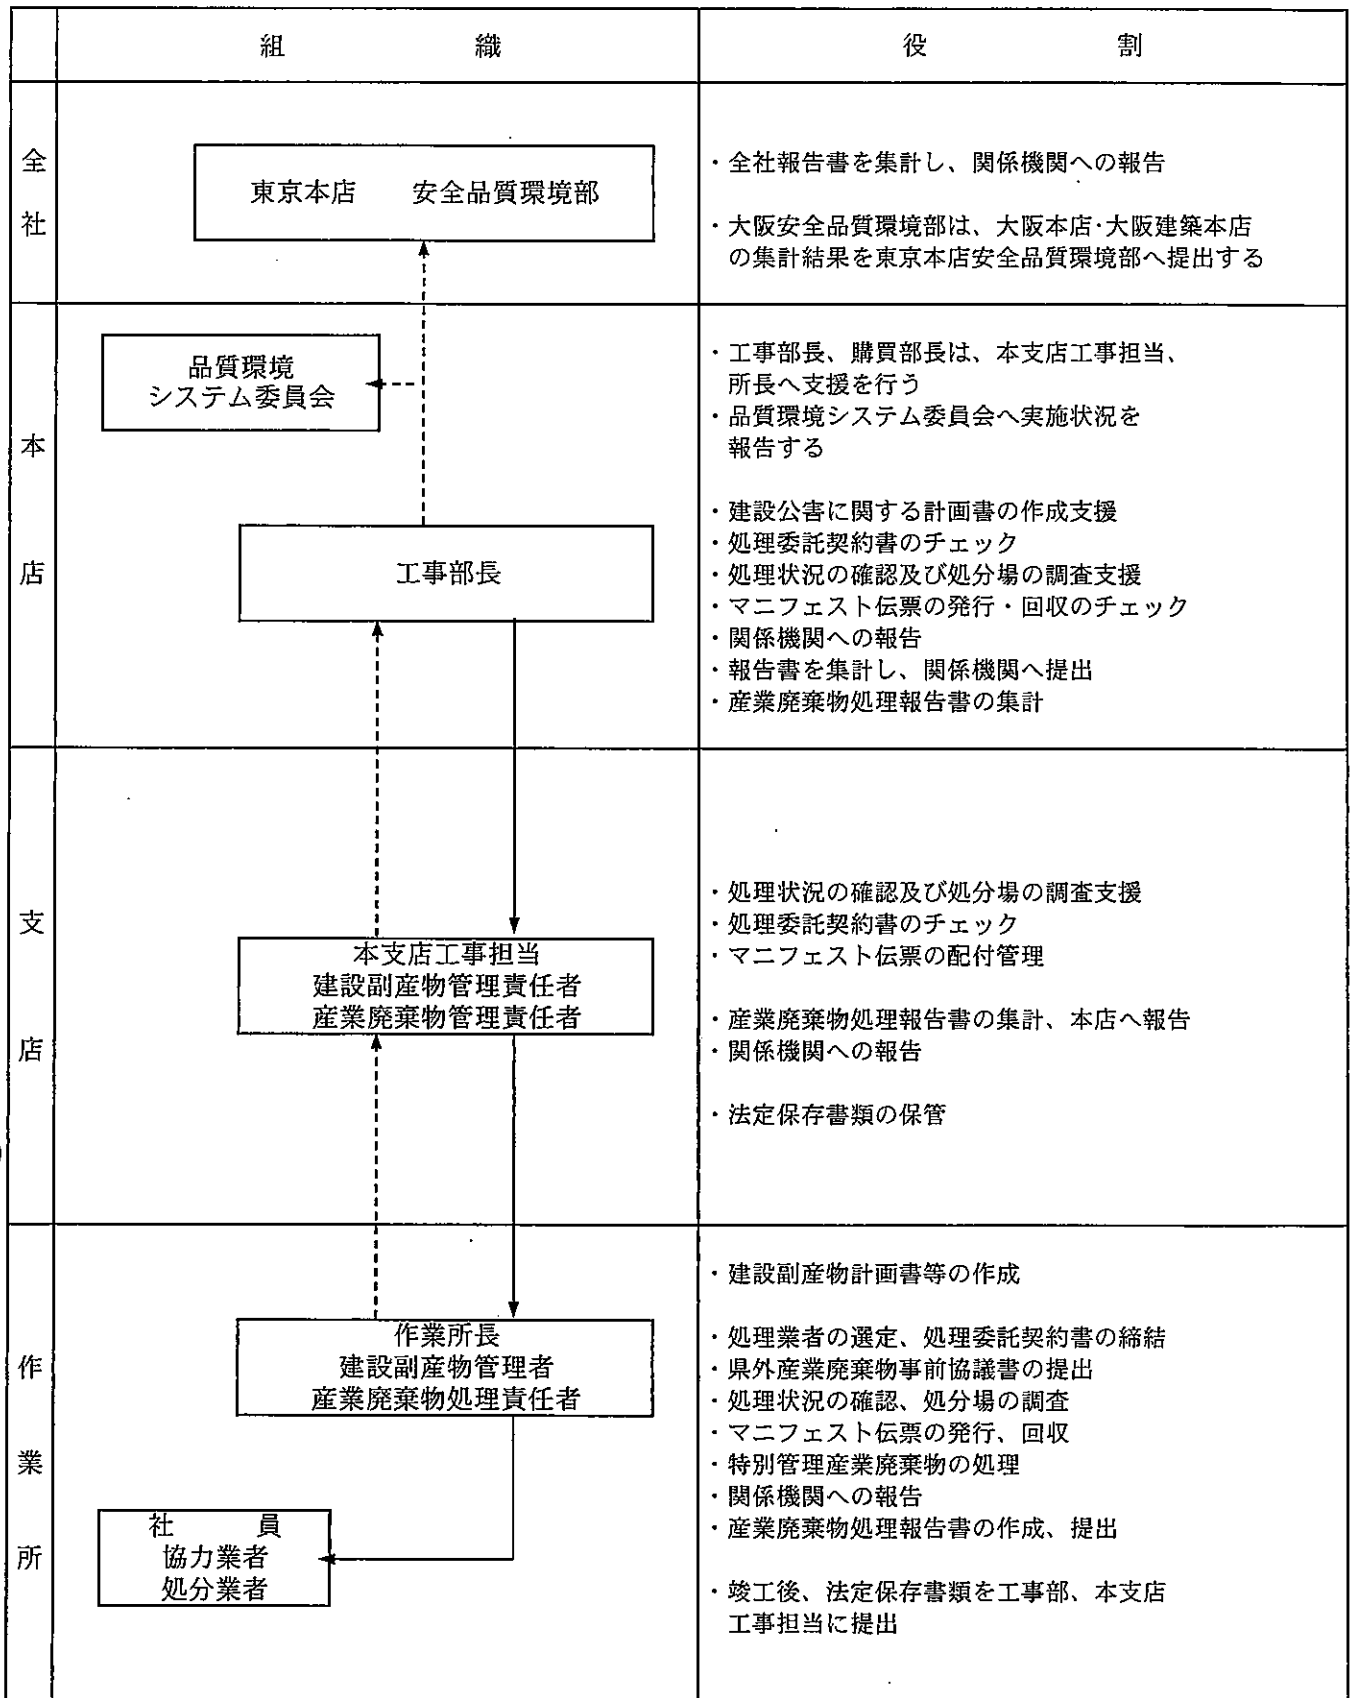 組 織
役 割
全社
東京本店 安全品質環境部
・全社報告書を集計し、関係機関への報告
・大阪安全品質環境部は、大阪本店・大阪建築本店
の集計結果を東京本店安全品質環境部へ提出する
本店
品質環境
システム委員会
工事部長
・工事部長、購買部長は、本支店工事担当、
所長へ支援を行う
・品質環境システム委員会へ実施状況を
報告する
・建設公害に関する計画書の作成支援
・処理委託契約書のチェック
・処理状況の確認及び処分場の調査支援
・マニフェスト伝票の発行・回収のチェック
・関係機関への報告
・報告書を集計し、関係機関へ提出
・産業廃棄物処理報告書の集計
支店
本支店工事担当
建設副産物管理責任者
産業廃棄物管理責任者
・処理状況の確認及び処分場の調査支援
・処理委託契約書のチェック
・マニフェスト伝票の配付管理
・産業廃棄物処理報告書の集計、本店へ報告
・関係機関への報告
・法定保存書類の保管
作業所
作業所長
建設副産物管理者
産業廃棄物処理責任者
社 員
協力業者
処分業者
・建設副産物計画書等の作成
・処理業者の選定、処理委託契約書の締結
・県外産業廃棄物事前協議書の提出
・処理状況の確認、処分場の調査
・マニフェスト伝票の発行、回収
・特別管理産業廃棄物の処理
・関係機関への報告
・産業廃棄物処理報告書の作成、提出
・竣工後、法定保存書類を工事部、本支店
工事担当に提出